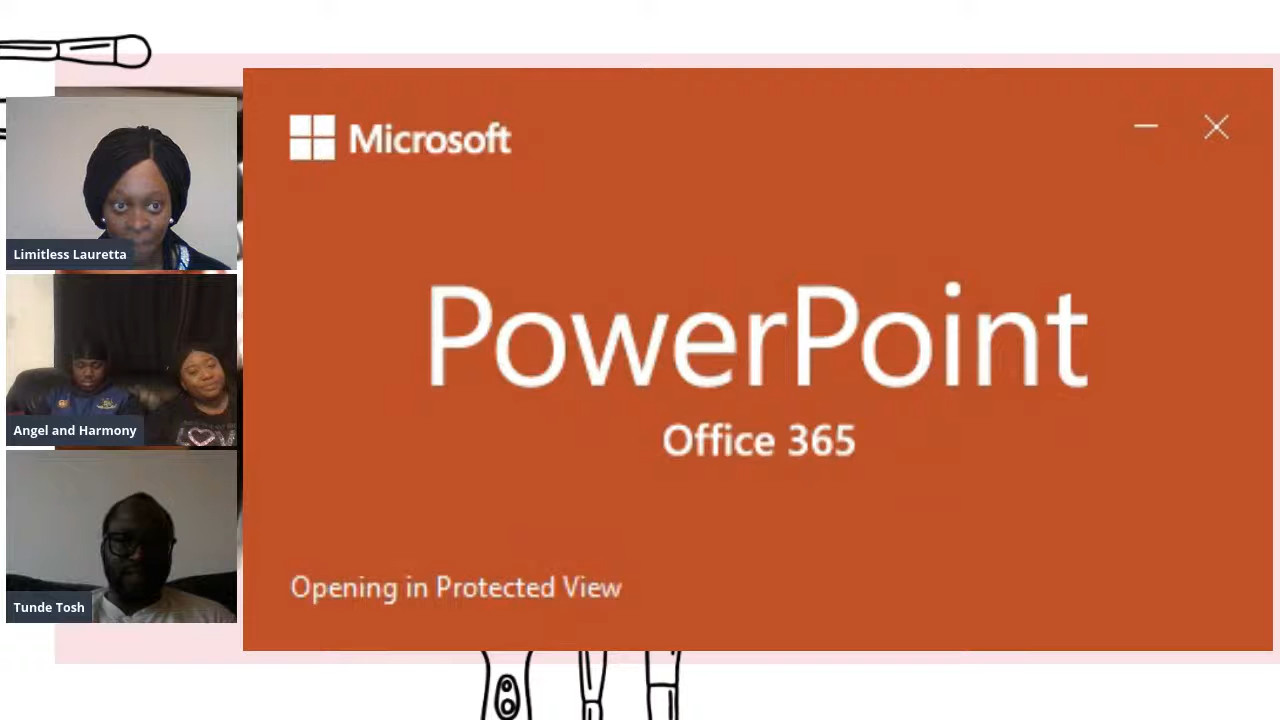 Microsoft
PowerPoint
Office 365
Opening in Protected View
Limitless Lauretta
Angel and Harmony
Tunde Tosh